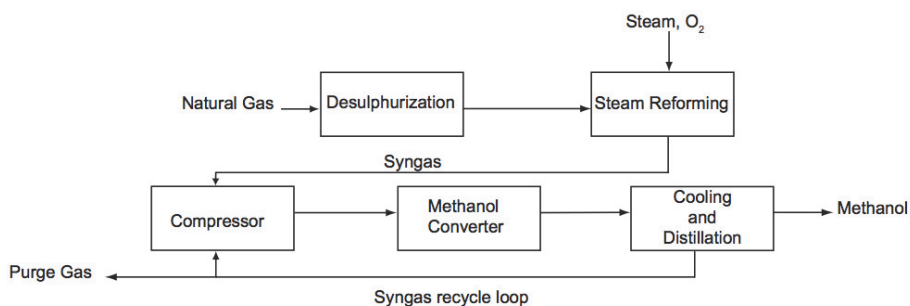 Steam, O₂
Natural Gas
Desulphurization
Steam Reforming
Syngas
Compressor
Methanol
Converter
Cooling
and
Distillation
Methanol
Purge Gas
Syngas recycle loop